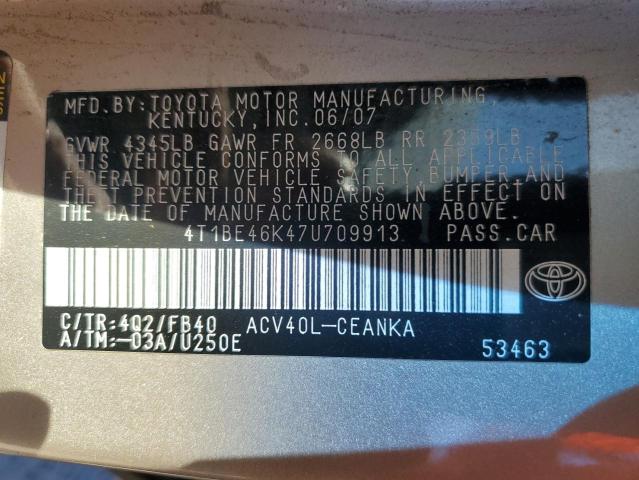 MFD.BY:TOYOTA MOTOR MANUFACTURING,
KENTUCKY,INC.06/07
GVWR 4345LB GAWR FR 2668LB RR 2359LB
THIS VEHICLE CONFORMS TO ALL APPLICABLE
FEDERAL MOTOR VEHICLE SAFETY,BUMPER AND
THEFT PREVENTION STANDARDS IN EFFECT ON
THE DATE OF MANUFACTURE SHOWN ABOVE.
4T1BE46K47U709913 PASS.CAR
C/TR:4Q2/FB40 ACV40L-CEANKA
A/TM:-03A/U250E
53463